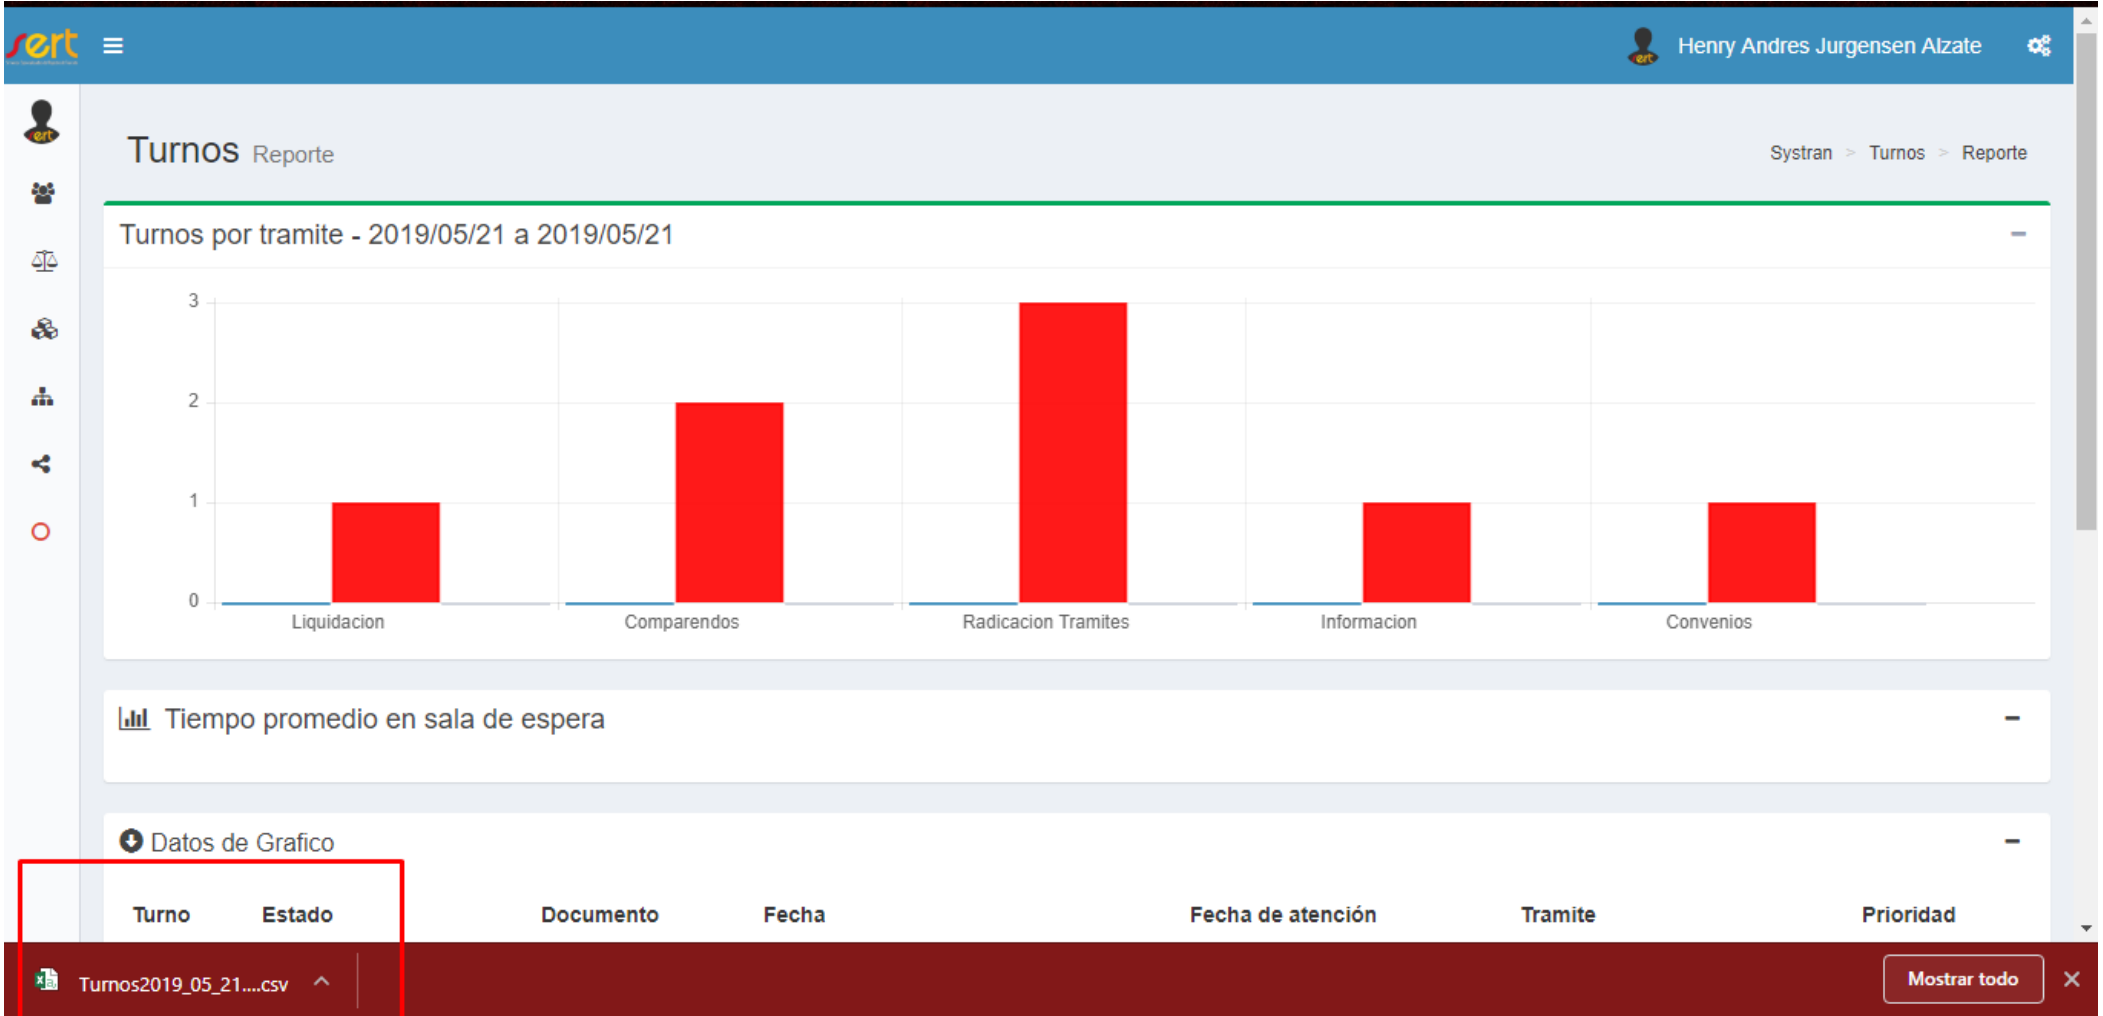 sert
Henry Andres Jurgensen Alzate
Turnos Reporte
Systran > Turnos > Reporte
Turnos por tramite - 2019/05/21 a 2019/05/21
3
2
1
0
Liquidacion Comparendos Radicacion Tramites Informacion Convenios
Tiempo promedio en sala de espera
Datos de Grafico
Turno Estado Documento Fecha Fecha de atención Tramite Prioridad
Turnos2019_05_21....csv
Mostrar todo